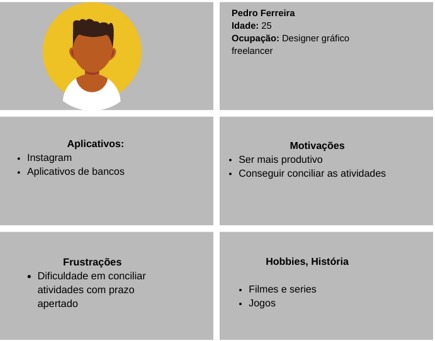 Pedro Ferreira
Idade: 25
Ocupação: Designer gráfico
freelancer
Aplicativos:
• Instagram
• Aplicativos de bancos
Motivações
• Ser mais produtivo
• Conseguir conciliar as atividades
Frustrações
• Dificuldade em conciliar
atividades com prazo
apertado
Hobbies, História
• Filmes e series
• Jogos